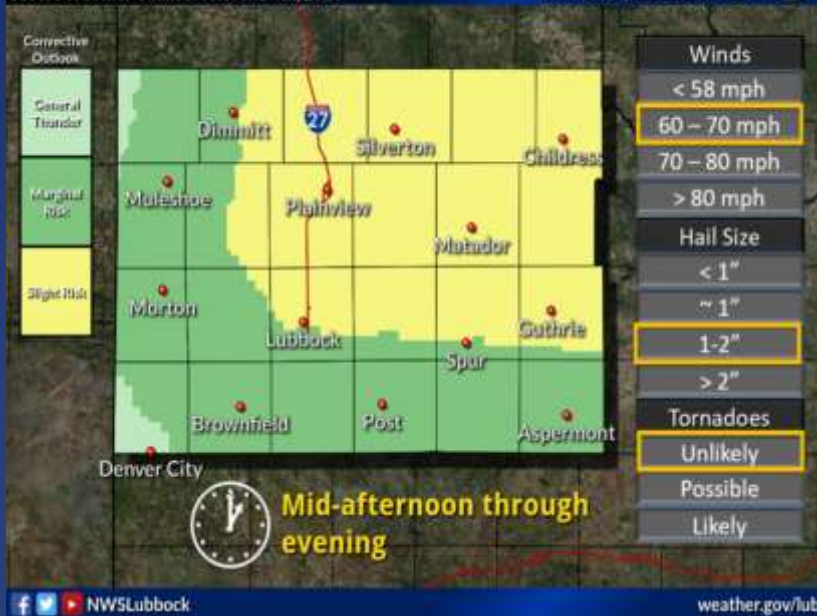 Convective
Outlook
General
Thunder
Marginal
Risk
Slight Risk
Dimmitt
27
Silverton
Childress
Muleshoe
Plainview
Matador
Morton
Lubbock
Guthrie
Spur
Brownfield
Post
Aspermont
Denver City
Mid-afternoon through
evening
Winds
< 58 mph
60 – 70 mph
70 – 80 mph
> 80 mph
Hail Size
< 1"
~ 1"
1-2"
> 2"
Tornadoes
Unlikely
Possible
Likely
NWSLubbock
weather.gov/lub